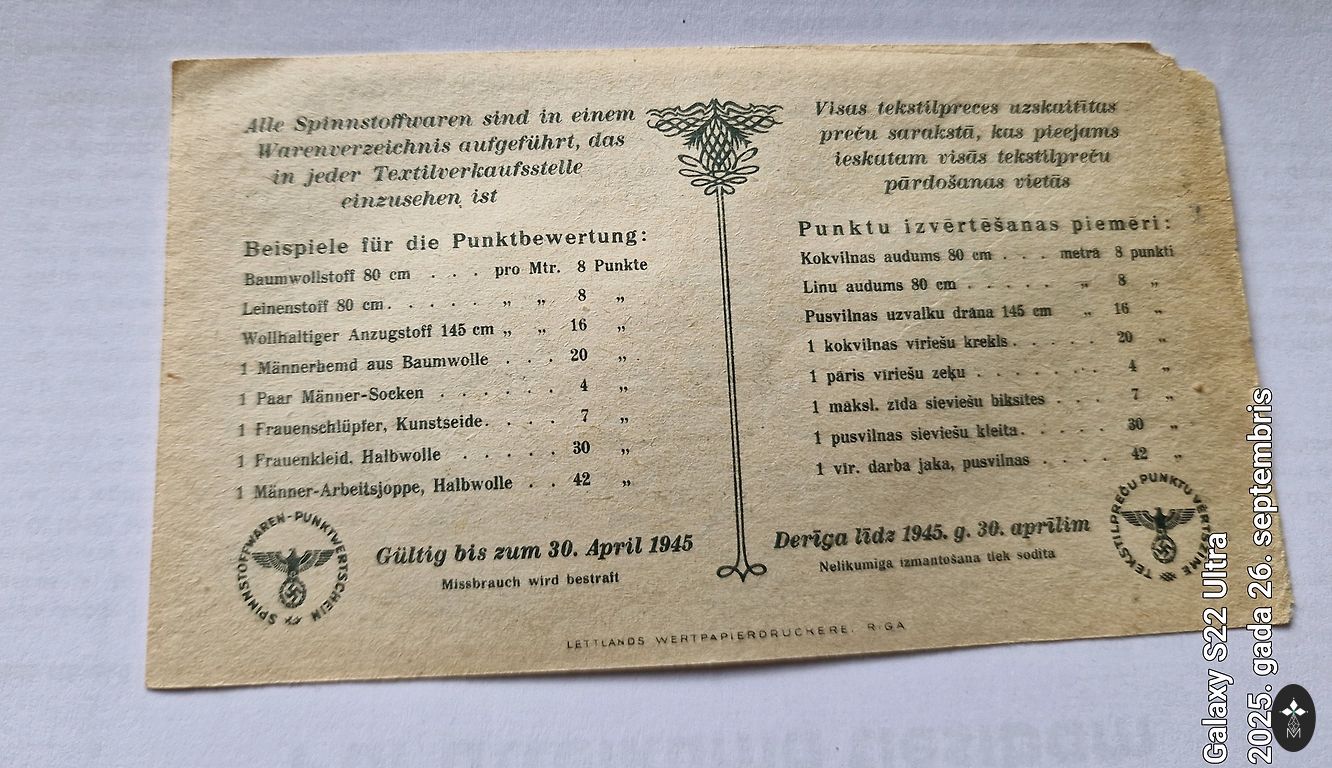 Alle Spinnstoffwaren sind in einem
Warenverzeichnis aufgeführt, das
in jeder Textilverkaufsstelle
einzusehen ist
Beispiele für die Punktbewertung:
Baumwollstoff 80 cm . . . pro Mtr. 8 Punkte
Leinenstoff 80 cm . . . . . „ „ 8 „
Wollhaltiger Anzugstoff 145 cm „ „ 16 „
1 Männerhemd aus Baumwolle . . . 20 „
1 Paar Männer-Socken . . . . . 4 „
1 Frauenschlüpfer, Kunstseide. . . . 7 „
1 Frauenkleid, Halbwolle . . . . . 30 „
1 Männer-Arbeitsjoppe, Halbwolle . . 42 „
SPINNSTOFFWAREN-PUNKTWERTSCHEIN
Gültig bis zum 30. April 1945
Missbrauch wird bestraft
Visas tekstilpreces uzskaitītas
preču sarakstā, kas pieejams
ieskatam visās tekstilpreču
pārdošanas vietās
Punktu izvērtēšanas piemēri:
Kokvilnas audums 80 cm . . . metrā 8 punkti
Linu audums 80 cm . . . . . „ 8 „
Pusvilnas uzvalku drāna 145 cm „ 16 „
1 kokvilnas vīriešu krekls . . . . . 20 „
1 pāris vīriešu zeķu . . . . . . . 4 „
1 māksl. zīda sieviešu biksītes . . . 7 „
1 pusvilnas sieviešu kleita. . . . . 30 „
1 vīr. darba jaka, pusvilnas . . . . 42 „
Derīga līdz 1945. g. 30. aprīlim
Nelikumīga izmantošana tiek sodīta
TEKSTILPREČU PUNKTU VĒRTSZĪME
LETTLANDS WERTPAPIERDRUCKEREI, RIGA
Galaxy S22 Ultra
2025. gada 26. septembris
M